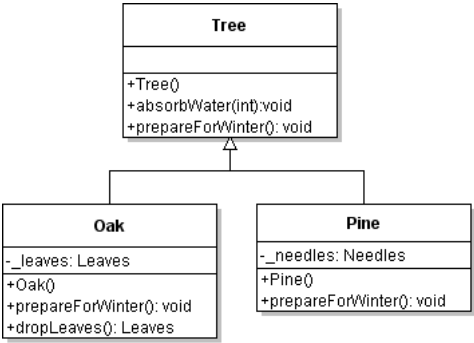 Tree
+Tree()
+absorbWater(int):void
+prepareForWinter(): void
Oak
-_leaves: Leaves
+Oak()
+prepareForWinter(): void
+dropLeaves(): Leaves
Pine
-_needles: Needles
+Pine()
+prepareForWinter(): void